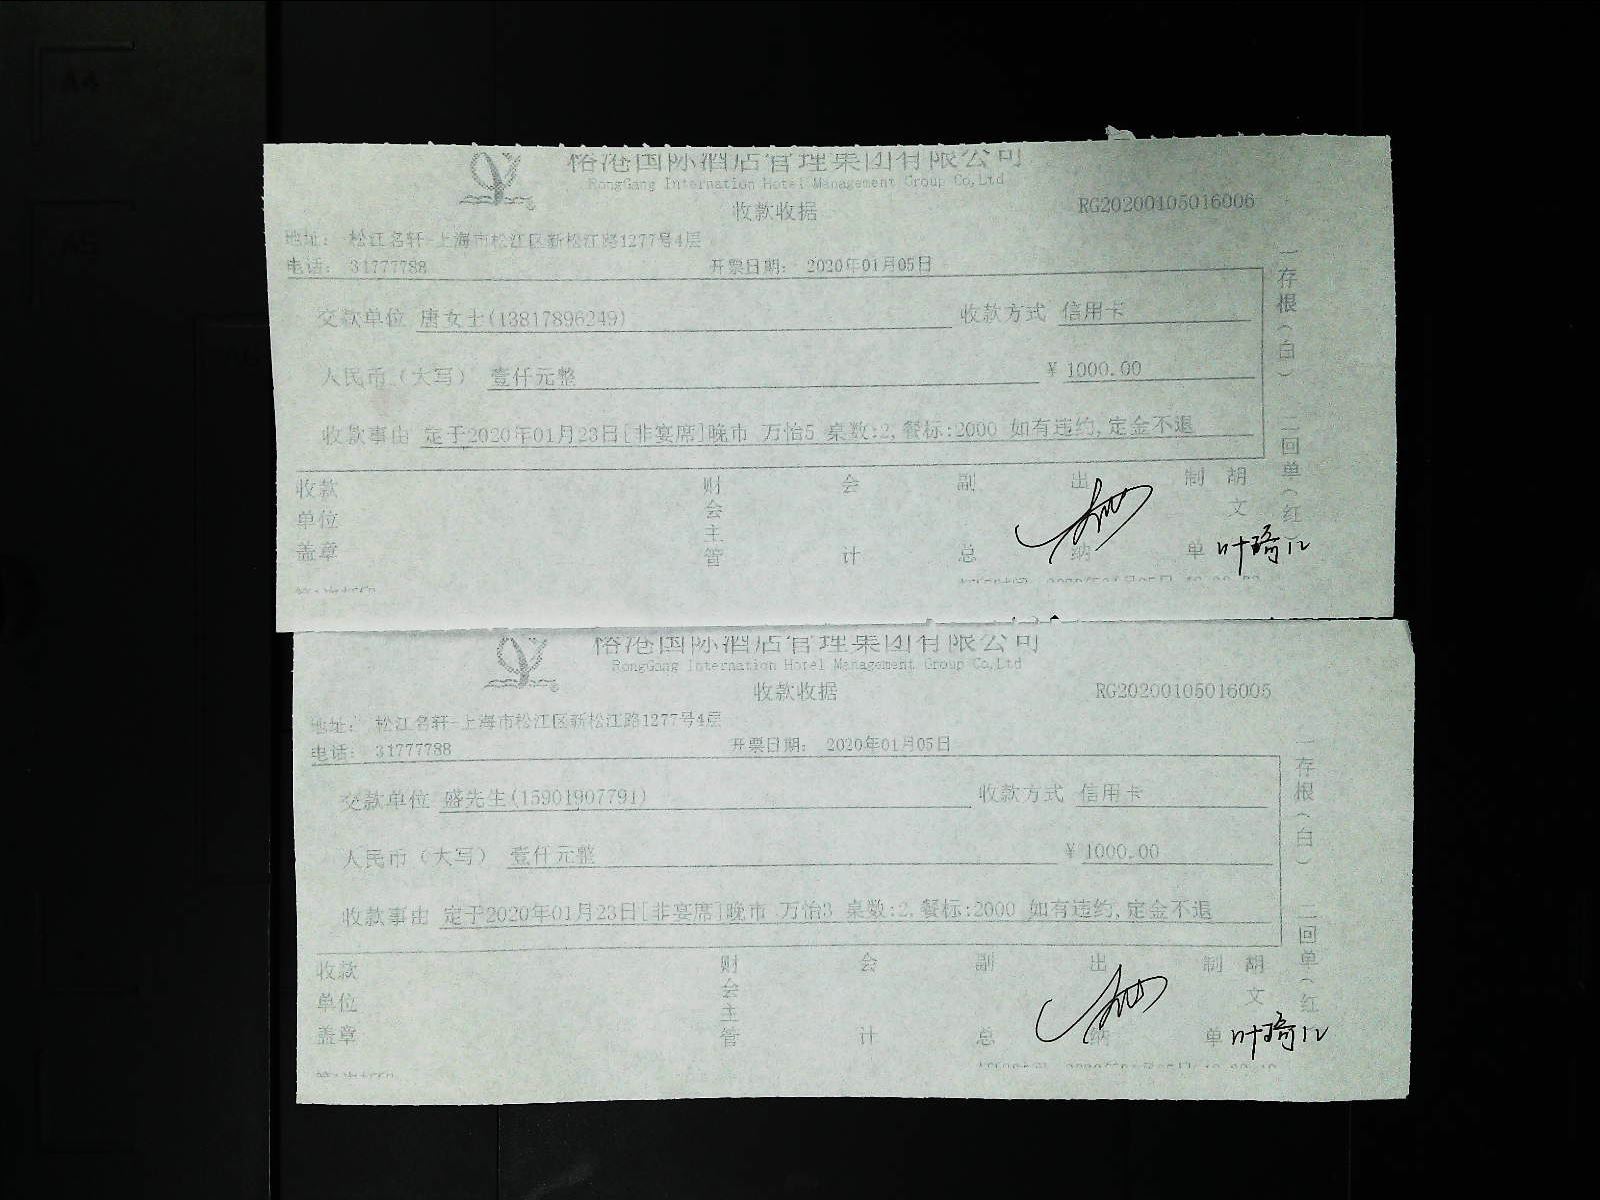 榕港国际酒店管理集团有限公司
RongGang Internation Hotel Management Group Co,Ltd
收款收据 RG20200105016006
地址： 松江名轩-上海市松江区新松江路1277号4层
电话： 31777788 开票日期： 2020年01月05日
交款单位 唐女士(13817896249) 收款方式 信用卡
人民币（大写） 壹仟元整 ¥ 1000.00
收款事由 定于2020年01月23日[非宴席]晚市 万怡5 桌数:2,餐标:2000 如有违约,定金不退
收款单位盖章 财会主管 会计 副总 出纳 制单 胡文
叶琦
一存根（白） 二回单（红
榕港国际酒店管理集团有限公司
RongGang Internation Hotel Management Group Co,Ltd
收款收据 RG20200105016005
地址： 松江名轩-上海市松江区新松江路1277号4层
电话： 31777788 开票日期： 2020年01月05日
交款单位 盛先生(15901907791) 收款方式 信用卡
人民币（大写） 壹仟元整 ¥ 1000.00
收款事由 定于2020年01月23日[非宴席]晚市 万怡3 桌数:2,餐标:2000 如有违约,定金不退
收款单位盖章 财会主管 会计 副总 出纳 制单 胡文
叶琦
一存根（白） 二回单（红